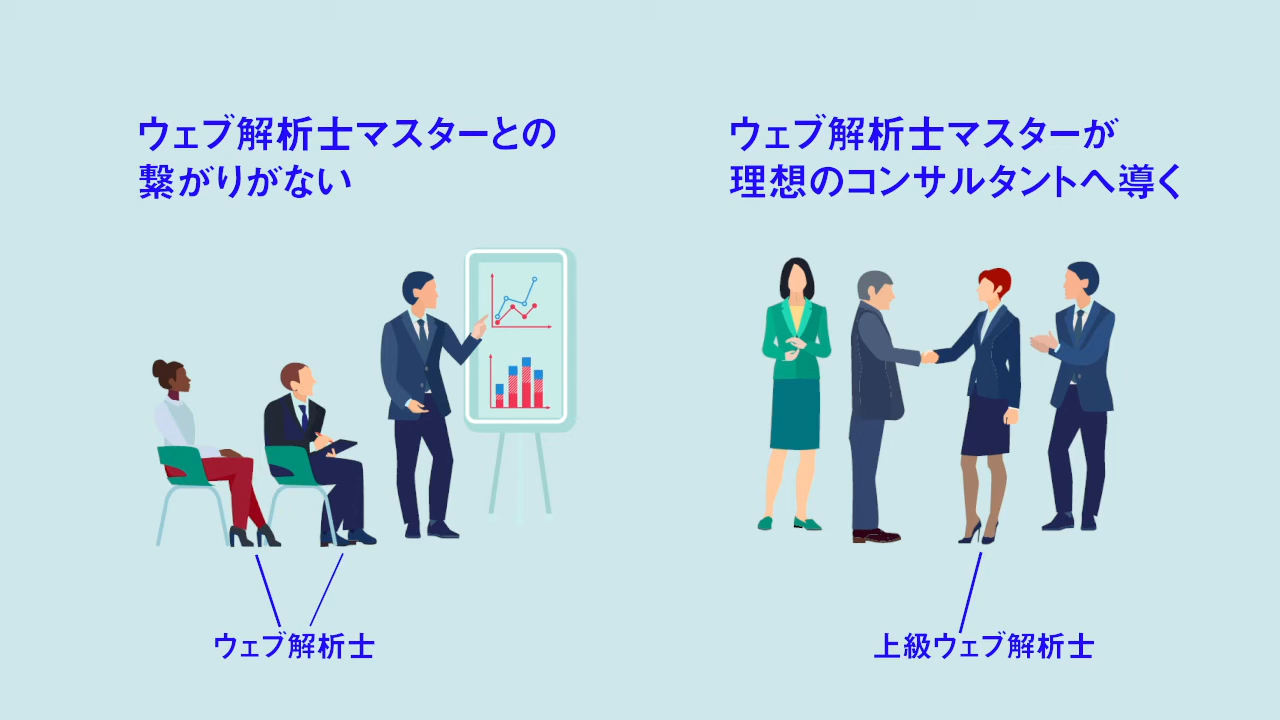 ウェブ解析士マスターとの
繋がりがない
ウェブ解析士マスターが
理想のコンサルタントへ導く
ウェブ解析士
上級ウェブ解析士